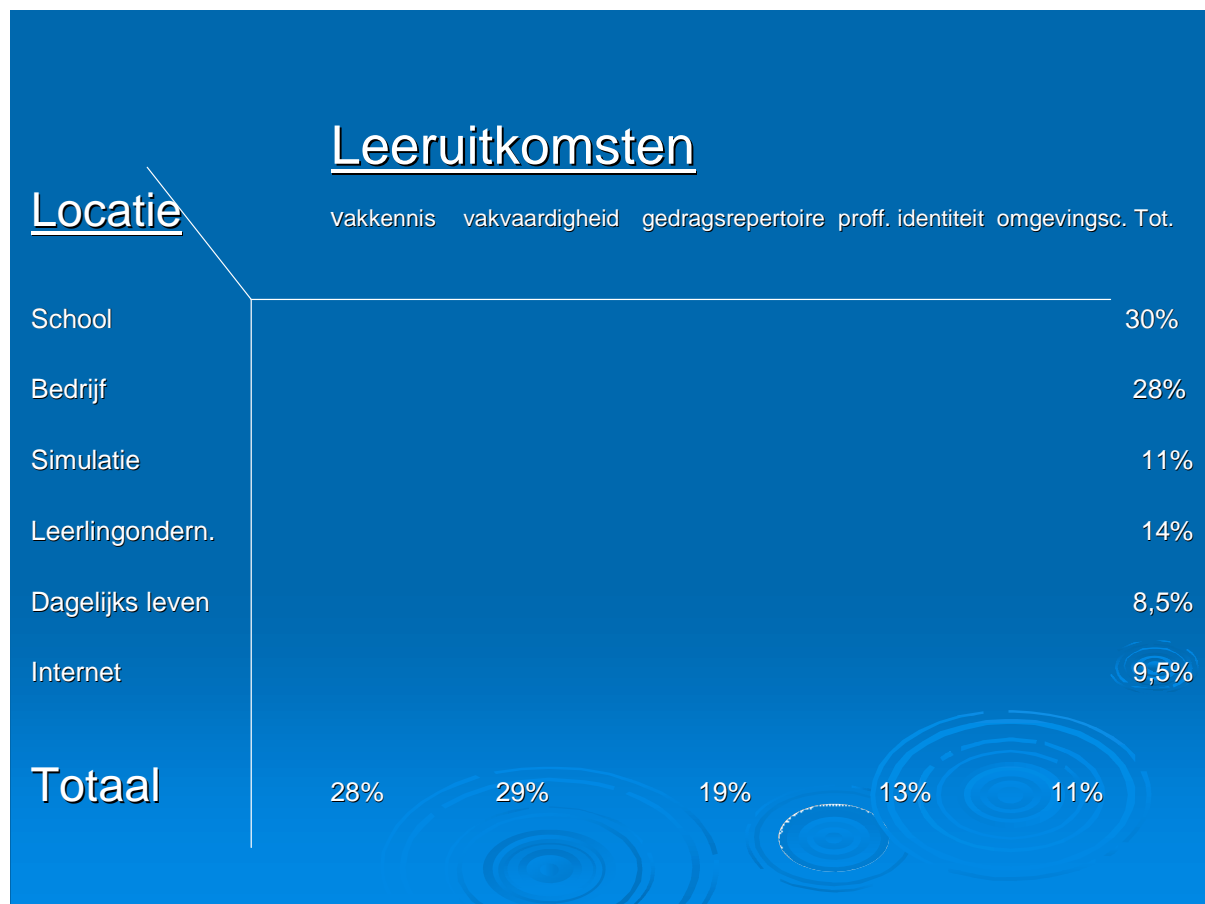 Leeruitkomsten
Locatie
vakkennis vakvaardigheid gedragsrepertoire proff. identiteit omgevingsc. Tot.
School 30%
Bedrijf 28%
Simulatie 11%
Leerlingondern. 14%
Dagelijks leven 8,5%
Internet 9,5%
Totaal 28% 29% 19% 13% 11%